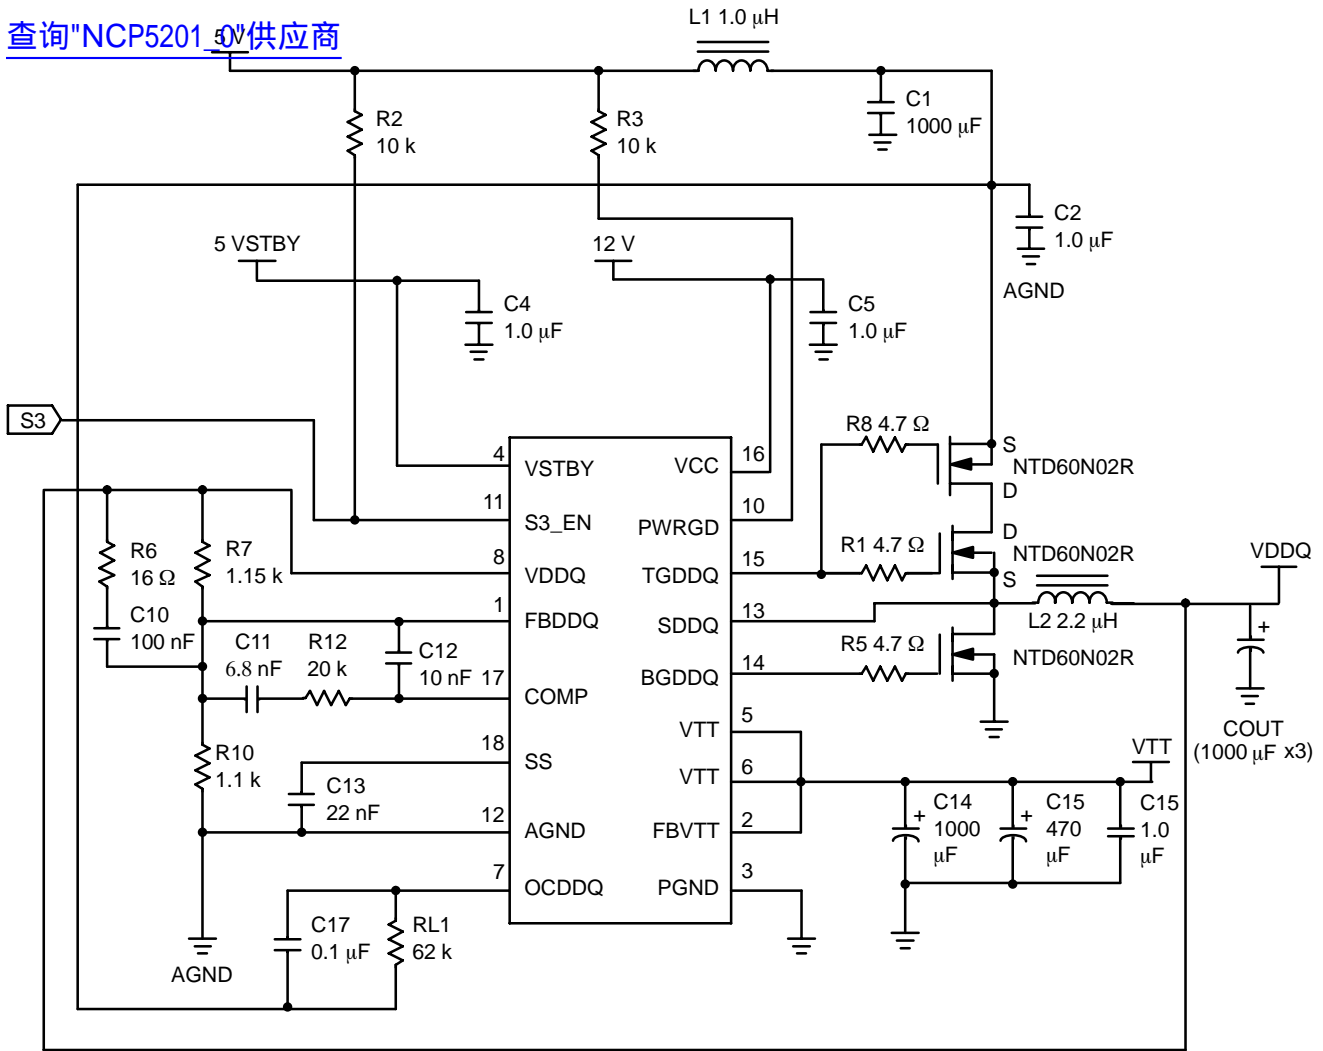 查询"NCP5201_0"供应商
5 V
L1 1.0 μH
R2
10 k
R3
10 k
C1
1000 μF
C2
1.0 μF
AGND
5 VSTBY
12 V
C4
1.0 μF
C5
1.0 μF
S3
R8 4.7 Ω
S
NTD60N02R
D
4
VSTBY
VCC
16
11
S3_EN
PWRGD
10
R6
16 Ω
R7
1.15 k
8
VDDQ
TGDDQ
15
R1 4.7 Ω
D
NTD60N02R
S
VDDQ
C10
100 nF
1
FBDDQ
SDDQ
13
L2 2.2 μH
+
C11
6.8 nF
R12
20 k
C12
10 nF
17
COMP
BGDDQ
14
R5 4.7 Ω
NTD60N02R
COUT
(1000 μF x3)
R10
1.1 k
18
SS
VTT
5
VTT
6
VTT
C13
22 nF
12
AGND
FBVTT
2
+
C14
1000
μF
+
C15
470
μF
C15
1.0
μF
7
OCDDQ
PGND
3
C17
0.1 μF
RL1
62 k
AGND